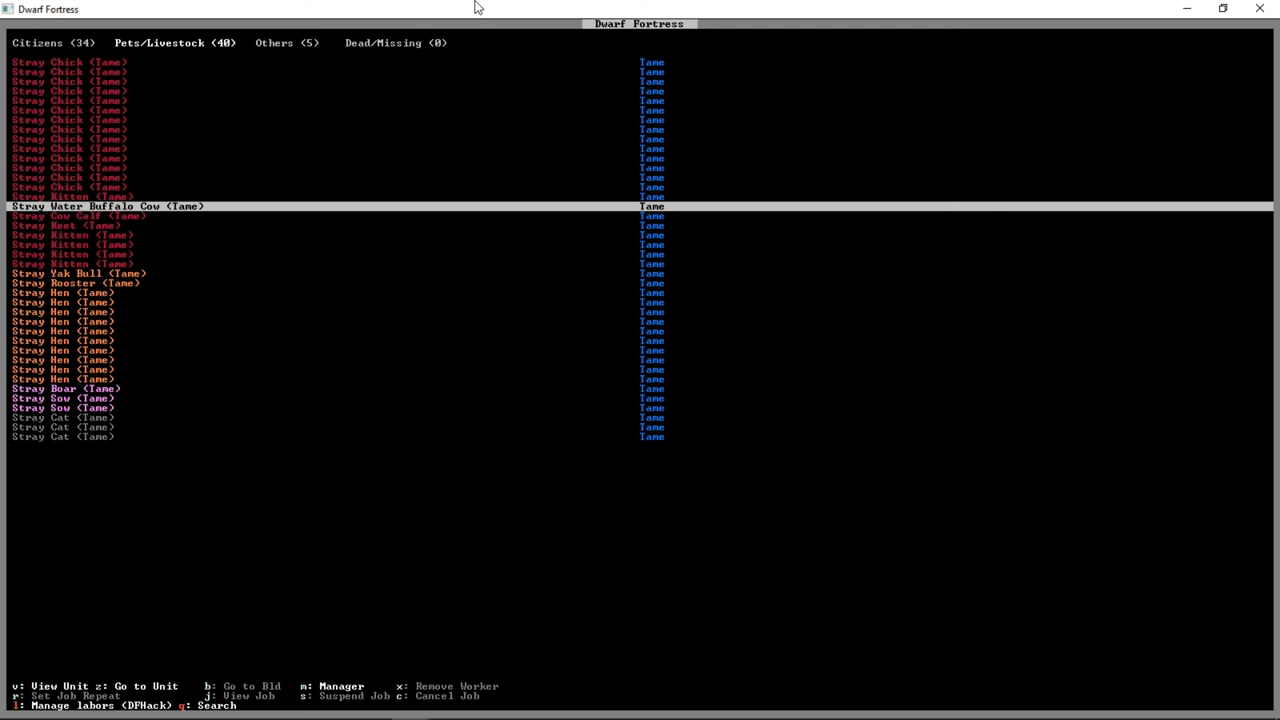 Dwarf Fortress
Dwarf Fortress
Citizens (34) Pets/Livestock (40) Others (5) Dead/Missing (0)
Stray Chick (Tame) Tame
Stray Chick (Tame) Tame
Stray Chick (Tame) Tame
Stray Chick (Tame) Tame
Stray Chick (Tame) Tame
Stray Chick (Tame) Tame
Stray Chick (Tame) Tame
Stray Chick (Tame) Tame
Stray Chick (Tame) Tame
Stray Chick (Tame) Tame
Stray Chick (Tame) Tame
Stray Chick (Tame) Tame
Stray Chick (Tame) Tame
Stray Chick (Tame) Tame
Stray Kitten (Tame) Tame
Stray Water Buffalo Cow (Tame) Tame
Stray Cow Calf (Tame) Tame
Stray Keet (Tame) Tame
Stray Kitten (Tame) Tame
Stray Kitten (Tame) Tame
Stray Kitten (Tame) Tame
Stray Kitten (Tame) Tame
Stray Yak Bull (Tame) Tame
Stray Rooster (Tame) Tame
Stray Hen (Tame) Tame
Stray Hen (Tame) Tame
Stray Hen (Tame) Tame
Stray Hen (Tame) Tame
Stray Hen (Tame) Tame
Stray Hen (Tame) Tame
Stray Hen (Tame) Tame
Stray Hen (Tame) Tame
Stray Hen (Tame) Tame
Stray Hen (Tame) Tame
Stray Boar (Tame) Tame
Stray Sow (Tame) Tame
Stray Sow (Tame) Tame
Stray Cat (Tame) Tame
Stray Cat (Tame) Tame
Stray Cat (Tame) Tame
v: View Unit z: Go to Unit b: Go to Bld m: Manager x: Remove Worker
r: Set Job Repeat j: View Job s: Suspend Job c: Cancel Job
l: Manage labors (DFHack) q: Search